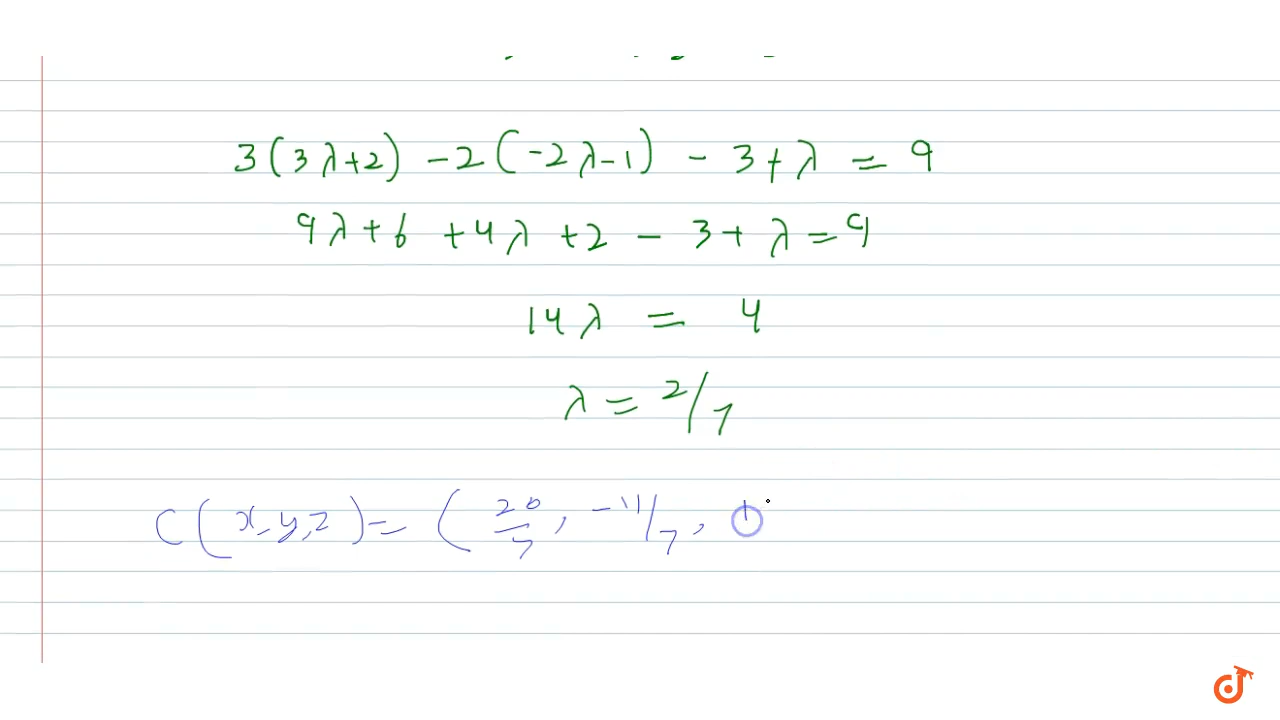 3(3λ+2) -2(-2λ-1) - 3+λ = 9
9λ+6 +4λ +2 - 3+ λ = 9
14λ = 4
λ = 2/7
C(x,y,z) = ( 20/7, -11/7,